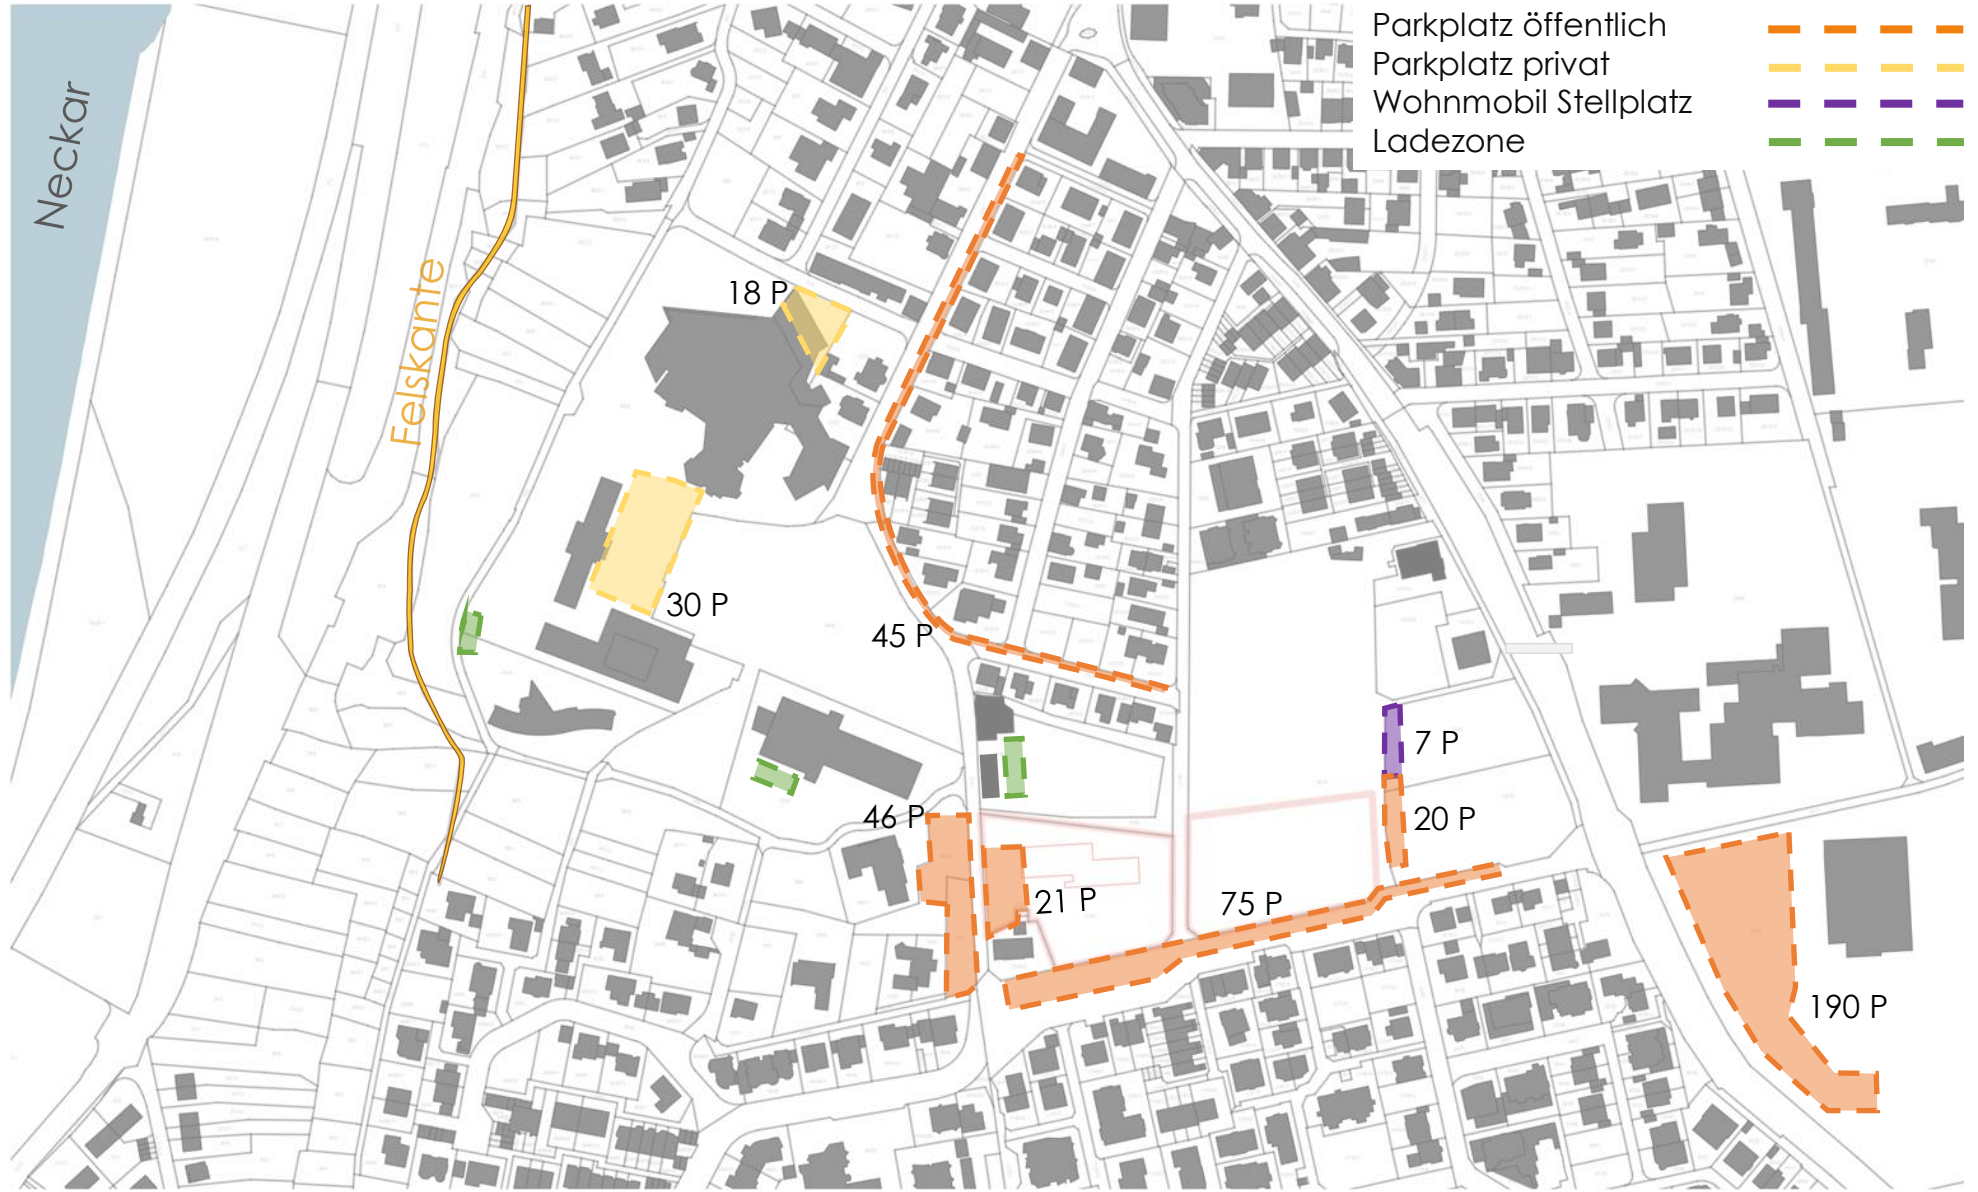 Parkplatz öffentlich
Parkplatz privat
Wohnmobil Stellplatz
Ladezone
Neckar
Felskante
18 P
30 P
45 P
7 P
46 P
20 P
21 P
75 P
190 P